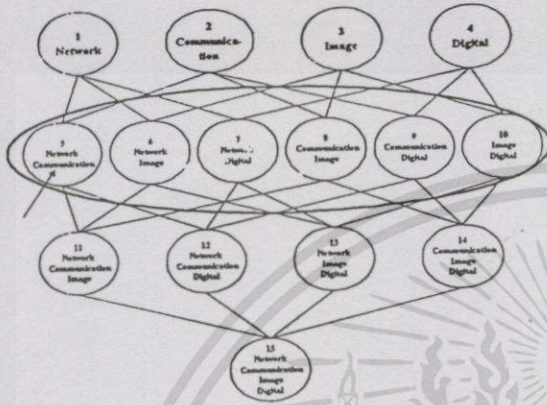 1
Network
2
Communica-
tion
3
Image
4
Digital
5
Network
Communication
6
Network
Image
7
Network
Digital
8
Communication
Image
9
Communication
Digital
10
Image
Digital
11
Network
Communication
Image
12
Network
Communication
Digital
13
Network
Image
Digital
14
Communication
Image
Digital
15
Network
Communication
Image
Digital